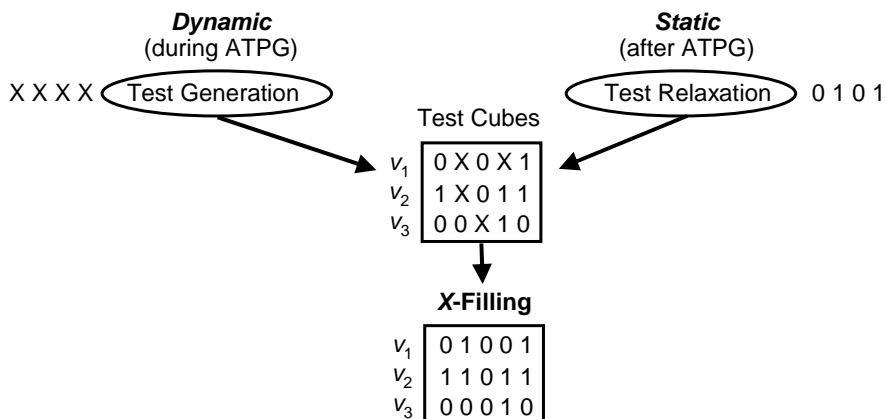 Dynamic
(during ATPG)
Static
(after ATPG)
X X X X
Test Generation
Test Relaxation
0 1 0 1
Test Cubes
v1 0 X 0 X 1
v2 1 X 0 1 1
v3 0 0 X 1 0
X-Filling
v1 0 1 0 0 1
v2 1 1 0 1 1
v3 0 0 0 1 0